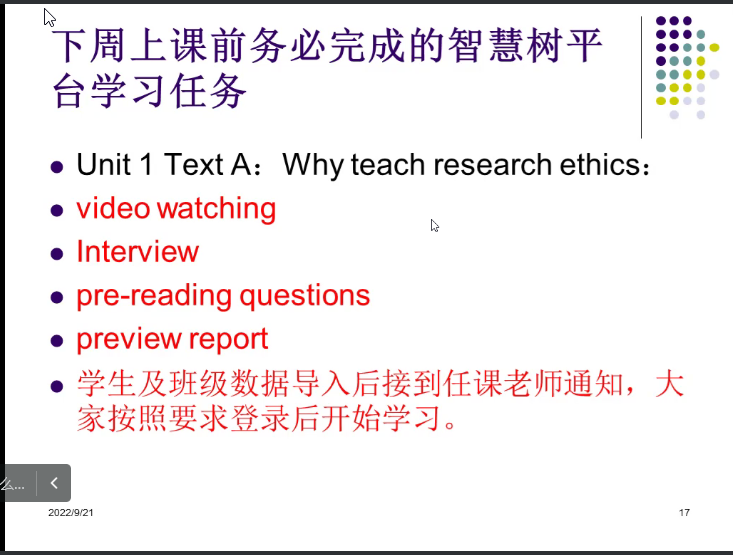 下周上课前务必完成的智慧树平
台学习任务
Unit 1 Text A：Why teach research ethics：
video watching
Interview
pre-reading questions
preview report
学生及班级数据导入后接到任课老师通知，大
家按照要求登录后开始学习。
么...
2022/9/21
17